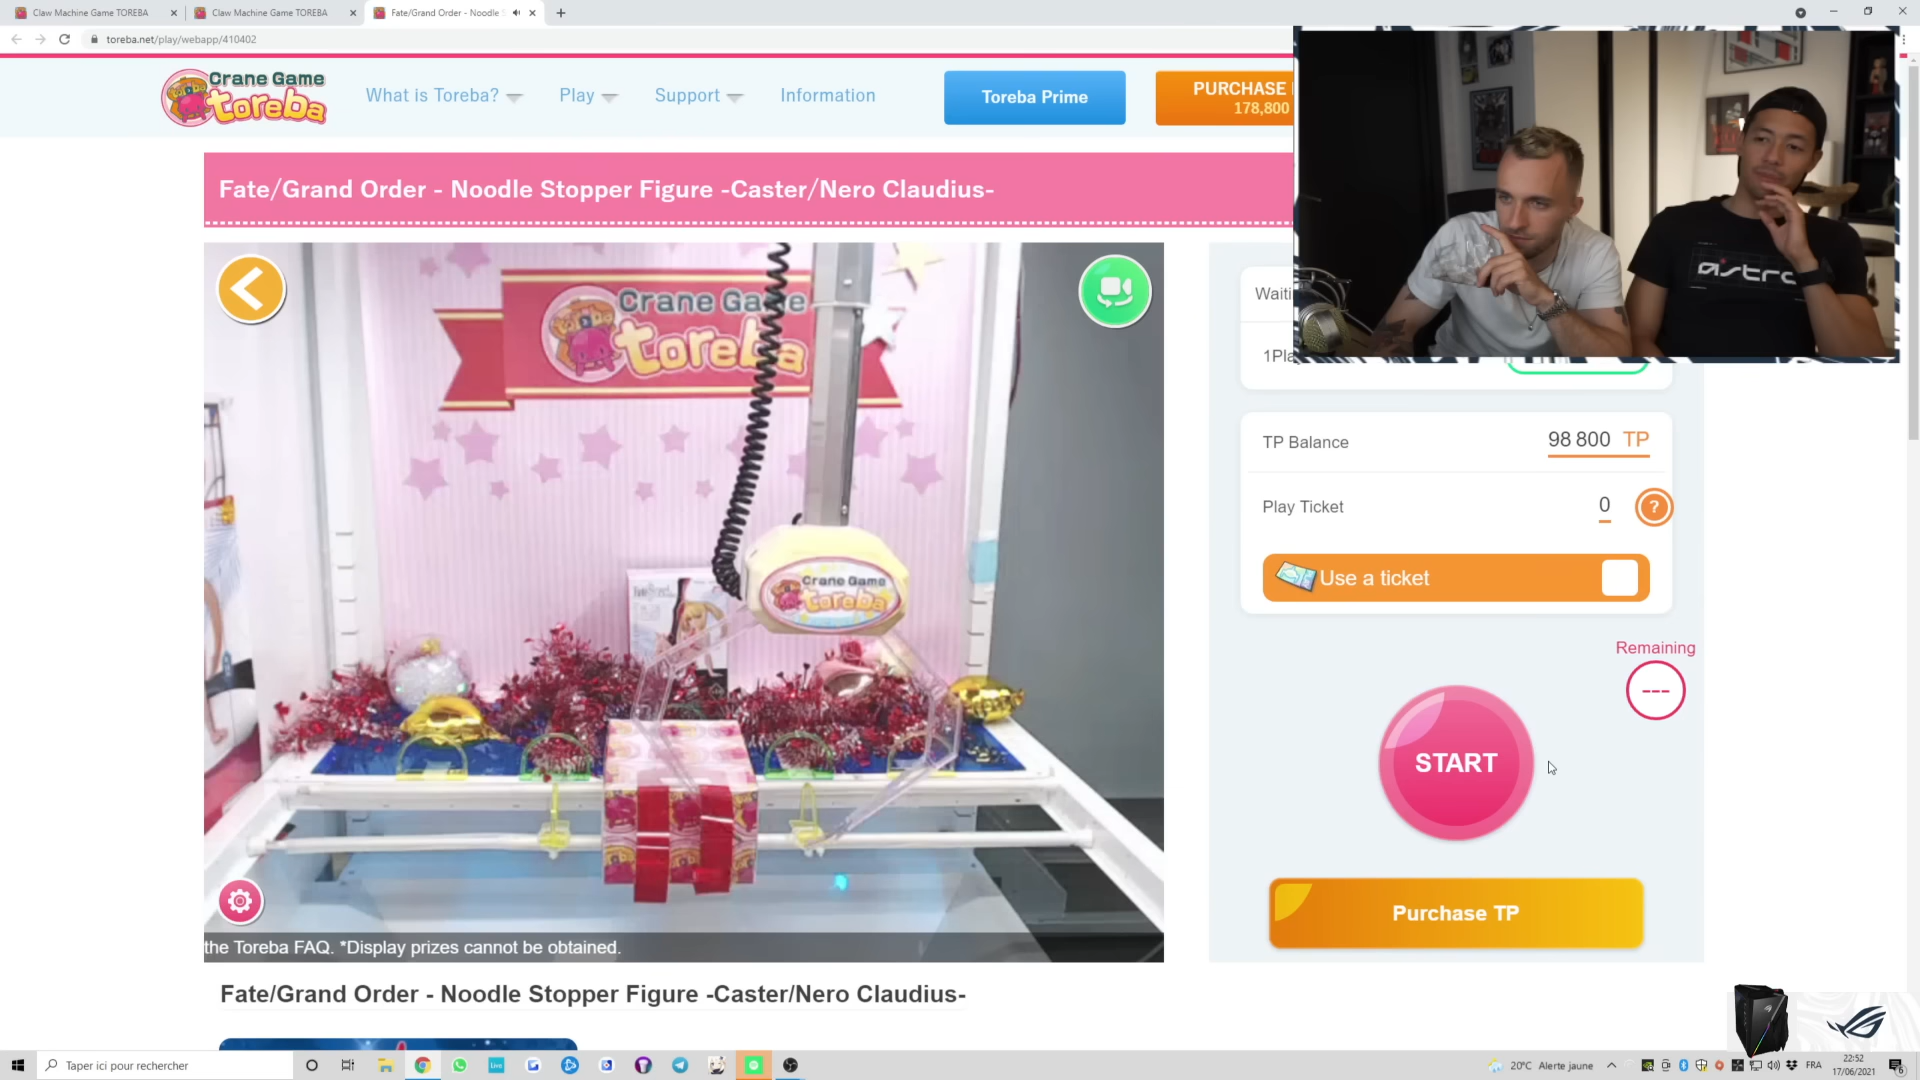 Claw Machine Game TOREBA
Claw Machine Game TOREBA
Fate/Grand Order - Noodle S
toreba.net/play/webapp/410402
Crane Game
toreba
What is Toreba?
Play
Support
Information
Toreba Prime
PURCHASE
178,800
Fate/Grand Order - Noodle Stopper Figure -Caster/Nero Claudius-
Crane Game
toreba
Crane Game
toreba
Waiti
1Pla
astro
TP Balance
98 800 TP
Play Ticket
0
?
Use a ticket
Remaining
---
START
Purchase TP
the Toreba FAQ. *Display prizes cannot be obtained.
Fate/Grand Order - Noodle Stopper Figure -Caster/Nero Claudius-
Taper ici pour rechercher
20°C Alerte jaune
FRA
22:52
17/06/2021